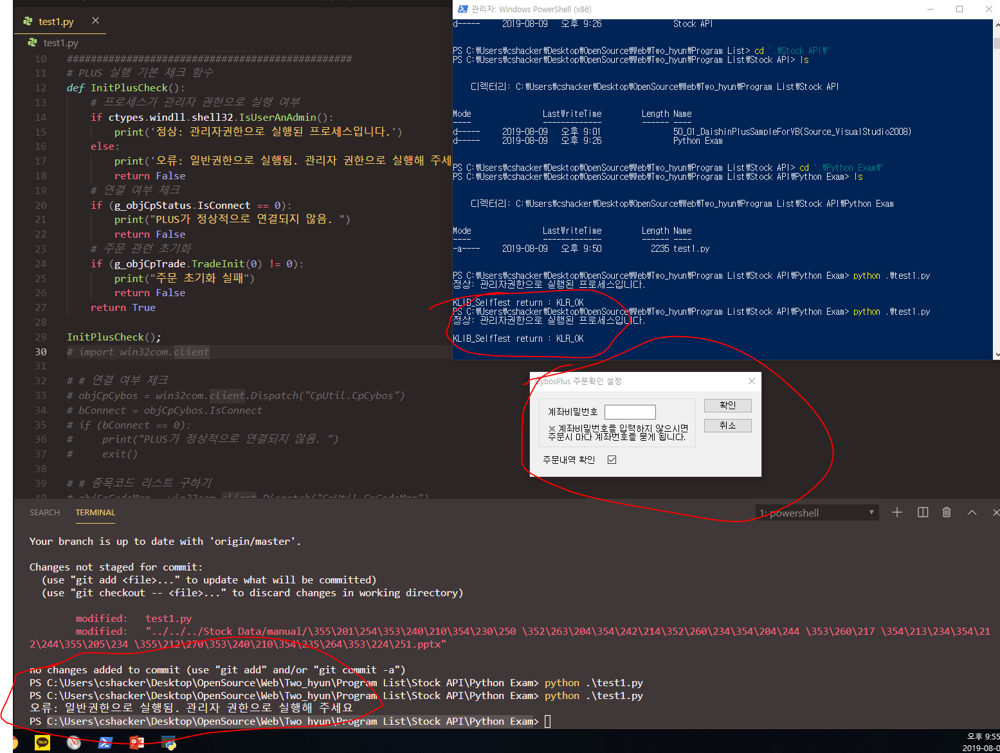 test1.py
test1.py
10 ################################################
11 # PLUS 실행 기본 체크 함수
12 def InitPlusCheck():
13 # 프로세스가 관리자 권한으로 실행 여부
14 if ctypes.windll.shell32.IsUserAnAdmin():
15 print('정상: 관리자권한으로 실행된 프로세스입니다.')
16 else:
17 print('오류: 일반권한으로 실행됨. 관리자 권한으로 실행해 주세
18 return False
19 # 연결 여부 체크
20 if (g_objCpStatus.IsConnect == 0):
21 print("PLUS가 정상적으로 연결되지 않음. ")
22 return False
23 # 주문 관련 초기화
24 if (g_objCpTrade.TradeInit(0) != 0):
25 print("주문 초기화 실패")
26 return False
27 return True
28
29 InitPlusCheck();
30 # import win32com.client
31
32 # # 연결 여부 체크
33 # objCpCybos = win32com.client.Dispatch("CpUtil.CpCybos")
34 # bConnect = objCpCybos.IsConnect
35 # if (bConnect == 0):
36 #     print("PLUS가 정상적으로 연결되지 않음. ")
37 #     exit()
38
39 # # 종목코드 리스트 구하기
40 # objCpCodeMgr = win32com.client.Dispatch("CpUtil.CpCodeMgr")
관리자: Windows PowerShell (x86)
d----- 2019-08-09 오후 9:26 Stock API
PS C:\Users\cshacker\Desktop\OpenSource\Web\Two_hyun\Program List> cd '.\Stock API\'
PS C:\Users\cshacker\Desktop\OpenSource\Web\Two_hyun\Program List\Stock API> ls
디렉터리: C:\Users\cshacker\Desktop\OpenSource\Web\Two_hyun\Program List\Stock API
Mode LastWriteTime Length Name
---- ------------- ------ ----
d----- 2019-08-09 오후 9:01 50_01_DaishinPlusSampleForVB(Source_VisualStudio2008)
d----- 2019-08-09 오후 9:26 Python Exam
PS C:\Users\cshacker\Desktop\OpenSource\Web\Two_hyun\Program List\Stock API> cd '.\Python Exam\'
PS C:\Users\cshacker\Desktop\OpenSource\Web\Two_hyun\Program List\Stock API\Python Exam> ls
디렉터리: C:\Users\cshacker\Desktop\OpenSource\Web\Two_hyun\Program List\Stock API\Python Exam
Mode LastWriteTime Length Name
---- ------------- ------ ----
-a---- 2019-08-09 오후 9:50 2235 test1.py
PS C:\Users\cshacker\Desktop\OpenSource\Web\Two_hyun\Program List\Stock API\Python Exam> python .\test1.py
정상: 관리자권한으로 실행된 프로세스입니다.
KLIB_SelfTest return : KLR_OK
PS C:\Users\cshacker\Desktop\OpenSource\Web\Two_hyun\Program List\Stock API\Python Exam> python .\test1.py
정상: 관리자권한으로 실행된 프로세스입니다.
KLIB_SelfTest return : KLR_OK
CybosPlus 주문확인 설정
계좌비밀번호
확인
※ 계좌비밀번호를 입력하지 않으시면
주문시 마다 계좌번호를 묻게 됩니다.
취소
주문내역 확인
SEARCH TERMINAL 1: powershell
Your branch is up to date with 'origin/master'.
Changes not staged for commit:
(use "git add <file>..." to update what will be committed)
(use "git checkout -- <file>..." to discard changes in working directory)
modified: test1.py
modified: "../../../Stock Data/manual/\355\201\254\353\240\210\354\230\250 \352\263\204\354\242\214\352\260\234\354\204\244 \353\260\217 \354\213\234\354\21
2\244\355\205\234 \355\212\270\353\240\210\354\235\264\353\224\251.pptx"
no changes added to commit (use "git add" and/or "git commit -a")
PS C:\Users\cshacker\Desktop\OpenSource\Web\Two_hyun\Program List\Stock API\Python Exam> python .\test1.py
PS C:\Users\cshacker\Desktop\OpenSource\Web\Two_hyun\Program List\Stock API\Python Exam> python .\test1.py
오류: 일반권한으로 실행됨. 관리자 권한으로 실행해 주세요
PS C:\Users\cshacker\Desktop\OpenSource\Web\Two_hyun\Program List\Stock API\Python Exam>
TALK
오후 9:55
2019-08-0